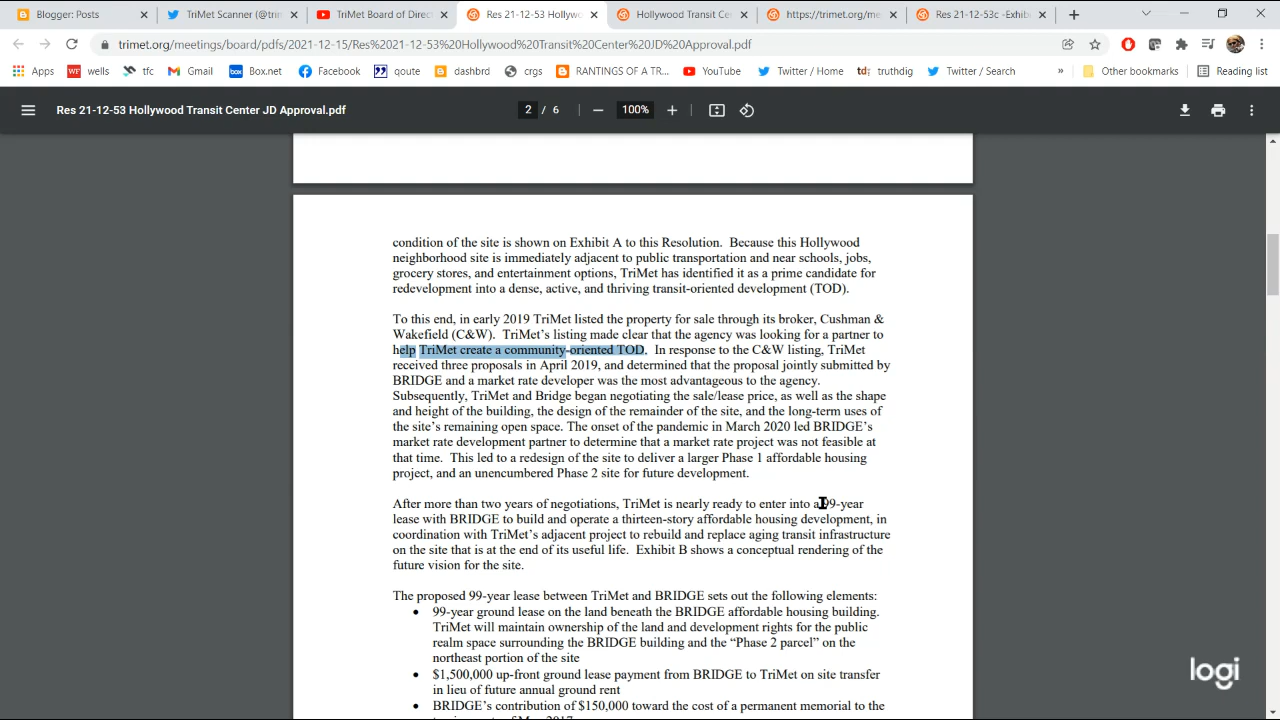 Blogger: Posts
TriMet Scanner (@trim
TriMet Board of Direc
Res 21-12-53 Hollywo
Hollywood Transit Ce
https://trimet.org/me
Res 21-12-53c -Exhib
trimet.org/meetings/board/pdfs/2021-12-15/Res%2021-12-53%20Hollywood%20Transit%20Center%20JD%20Approval.pdf
Apps
wells
tfc
Gmail
Box.net
Facebook
qoute
dashbrd
crgs
RANTINGS OF A TR...
YouTube
Twitter / Home
truthdig
Twitter / Search
»
Other bookmarks
Reading list
Res 21-12-53 Hollywood Transit Center JD Approval.pdf
2 / 6
100%
condition of the site is shown on Exhibit A to this Resolution. Because this Hollywood
neighborhood site is immediately adjacent to public transportation and near schools, jobs,
grocery stores, and entertainment options, TriMet has identified it as a prime candidate for
redevelopment into a dense, active, and thriving transit-oriented development (TOD).
To this end, in early 2019 TriMet listed the property for sale through its broker, Cushman &
Wakefield (C&W). TriMet's listing made clear that the agency was looking for a partner to
help TriMet create a community-oriented TOD. In response to the C&W listing, TriMet
received three proposals in April 2019, and determined that the proposal jointly submitted by
BRIDGE and a market rate developer was the most advantageous to the agency.
Subsequently, TriMet and Bridge began negotiating the sale/lease price, as well as the shape
and height of the building, the design of the remainder of the site, and the long-term uses of
the site's remaining open space. The onset of the pandemic in March 2020 led BRIDGE's
market rate development partner to determine that a market rate project was not feasible at
that time. This led to a redesign of the site to deliver a larger Phase 1 affordable housing
project, and an unencumbered Phase 2 site for future development.
After more than two years of negotiations, TriMet is nearly ready to enter into a 99-year
lease with BRIDGE to build and operate a thirteen-story affordable housing development, in
coordination with TriMet's adjacent project to rebuild and replace aging transit infrastructure
on the site that is at the end of its useful life. Exhibit B shows a conceptual rendering of the
future vision for the site.
The proposed 99-year lease between TriMet and BRIDGE sets out the following elements:
• 99-year ground lease on the land beneath the BRIDGE affordable housing building.
TriMet will maintain ownership of the land and development rights for the public
realm space surrounding the BRIDGE building and the "Phase 2 parcel" on the
northeast portion of the site
• $1,500,000 up-front ground lease payment from BRIDGE to TriMet on site transfer
in lieu of future annual ground rent
• BRIDGE's contribution of $150,000 toward the cost of a permanent memorial to the
logi